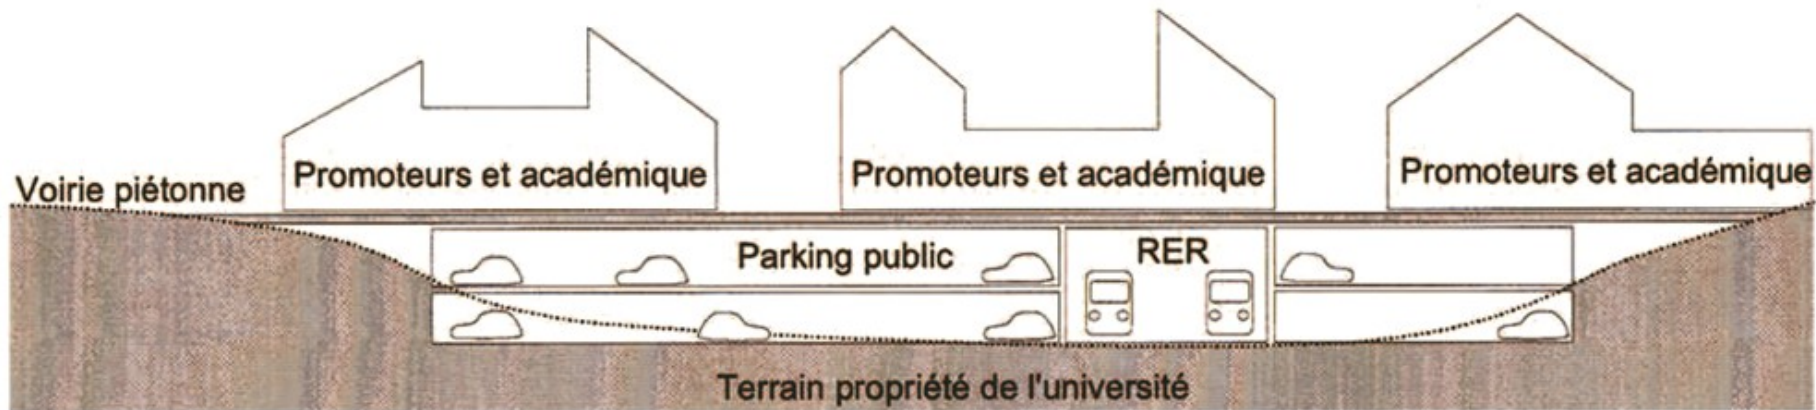 Promoteurs et académique
Promoteurs et académique
Promoteurs et académique
Voirie piétonne
Parking public
RER
Terrain propriété de l'université